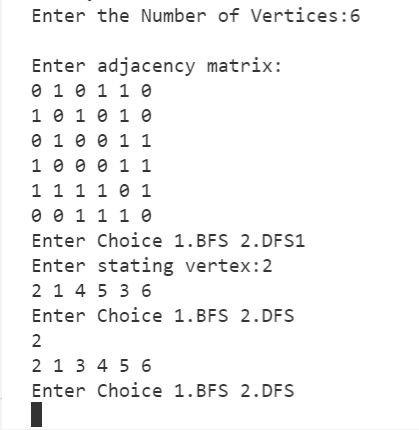 Enter the Number of Vertices:6
Enter adjacency matrix:
0 1 0 1 1 0
1 0 1 0 1 0
0 1 0 0 1 1
1 0 0 0 1 1
1 1 1 1 0 1
0 0 1 1 1 0
Enter Choice 1.BFS 2.DFS1
Enter stating vertex:2
2 1 4 5 3 6
Enter Choice 1.BFS 2.DFS
2
2 1 3 4 5 6
Enter Choice 1.BFS 2.DFS